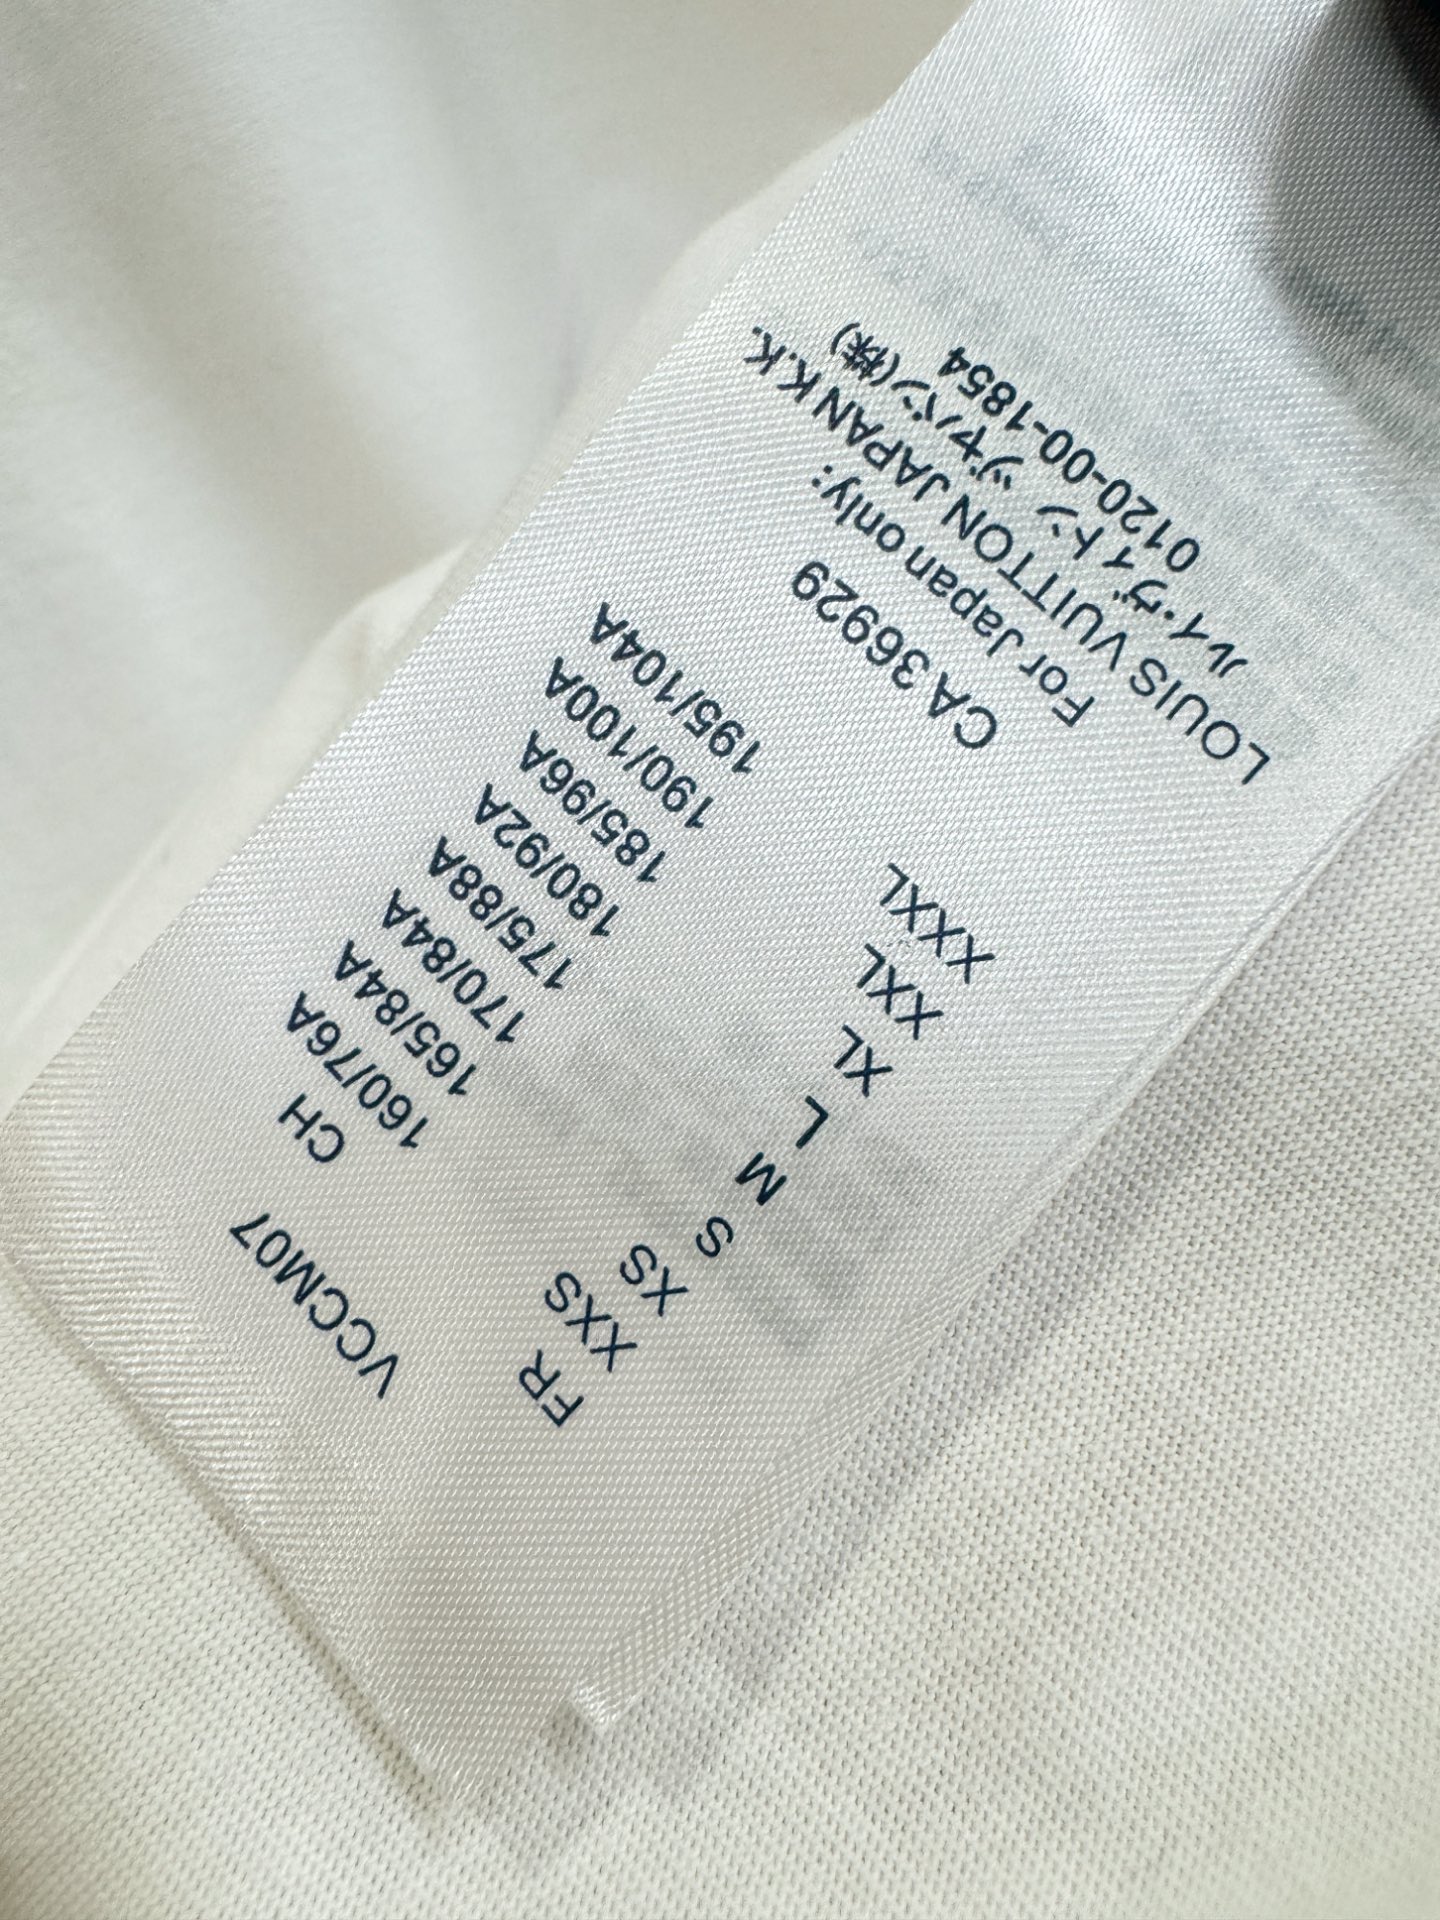 VCCM07
FR CH
XXS 160/76A
XS 165/84A
S 170/84A
M 175/88A
L 180/92A
XL 185/96A
XXL 190/100A
XXXL 195/104A
CA 36929
For Japan only:
LOUIS VUITTON JAPAN K.K.
ルイ・ヴィトン ジャパン(株)
0120-00-1854